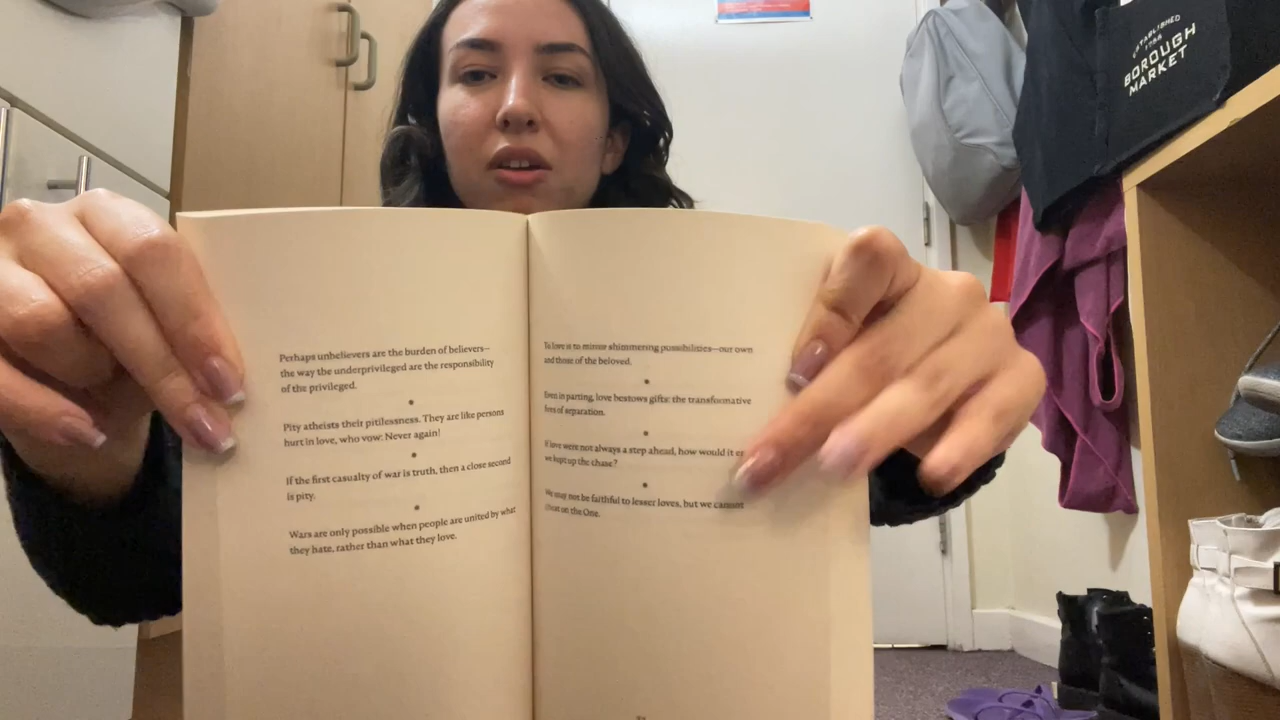 Perhaps unbelievers are the burden of believers—
the way the underprivileged are the responsibility
of the privileged.
Pity atheists their pitilessness. They are like persons
hurt in love, who vow: Never again!
If the first casualty of war is truth, then a close second
is pity.
Wars are only possible when people are united by what
they hate, rather than what they love.
To love is to mirror shimmering possibilities—our own
and those of the beloved.
Even in parting, love bestows gifts: the transformative
fires of separation.
If love were not always a step ahead, how would it
we kept up the chase?
We may not be faithful to lesser loves, but we cannot
cheat on the One.
ESTABLISHED
BOROUGH
MARKET